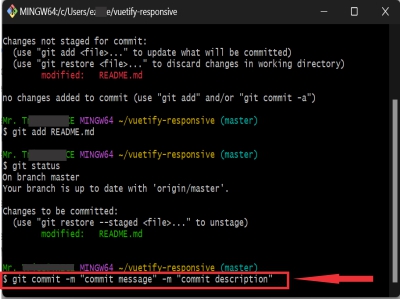 MINGW64:/c/Users/e e/vuetify-responsive
Changes not staged for commit:
(use "git add <file>..." to update what will be committed)
(use "git restore <file>..." to discard changes in working directory)
modified: README.md
no changes added to commit (use "git add" and/or "git commit -a")
Mr. CE MINGW64 ~/vuetify-responsive (master)
$ git add README.md
Mr. CE MINGW64 ~/vuetify-responsive (master)
$ git status
On branch master
Your branch is up to date with 'origin/master'.
Changes to be committed:
(use "git restore --staged <file>..." to unstage)
modified: README.md
Mr. MINGW64 ~/vuetify-responsive (master)
$ git commit -m "commit message" -m "commit description"